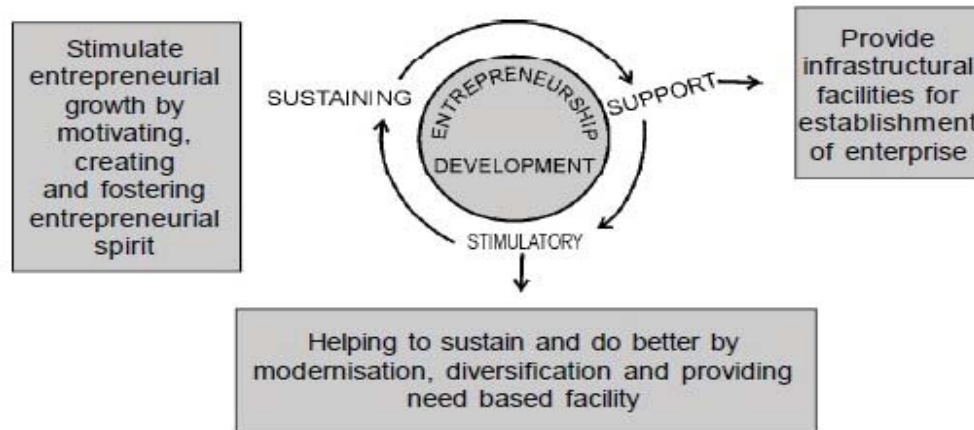 Stimulate
entrepreneurial
growth by
motivating,
creating
and fostering
entrepreneurial
spirit
SUSTAINING
ENTREPRENEURSHIP
DEVELOPMENT
SUPPORT
STIMULATORY
Provide
infrastructural
facilities for
establishment
of enterprise
Helping to sustain and do better by
modernisation, diversification and providing
need based facility